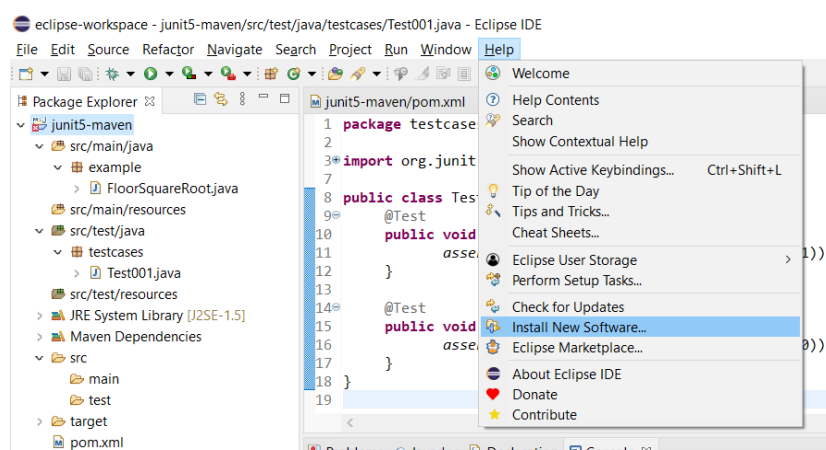 eclipse-workspace - junit5-maven/src/test/java/testcases/Test001.java - Eclipse IDE
File Edit Source Refactor Navigate Search Project Run Window Help
Package Explorer
junit5-maven
src/main/java
example
FloorSquareRoot.java
src/main/resources
src/test/java
testcases
Test001.java
src/test/resources
JRE System Library [J2SE-1.5]
Maven Dependencies
src
main
test
target
pom.xml
junit5-maven/pom.xml
1 package testcase
2
3 import org.junit
7
8 public class Tes
9 @Test
10 public void
11 asse 1))
12 }
13
14 @Test
15 public void
16 asse 0))
17 }
18 }
19
Welcome
Help Contents
Search
Show Contextual Help
Show Active Keybindings... Ctrl+Shift+L
Tip of the Day
Tips and Tricks...
Cheat Sheets...
Eclipse User Storage
Perform Setup Tasks...
Check for Updates
Install New Software...
Eclipse Marketplace...
About Eclipse IDE
Donate
Contribute